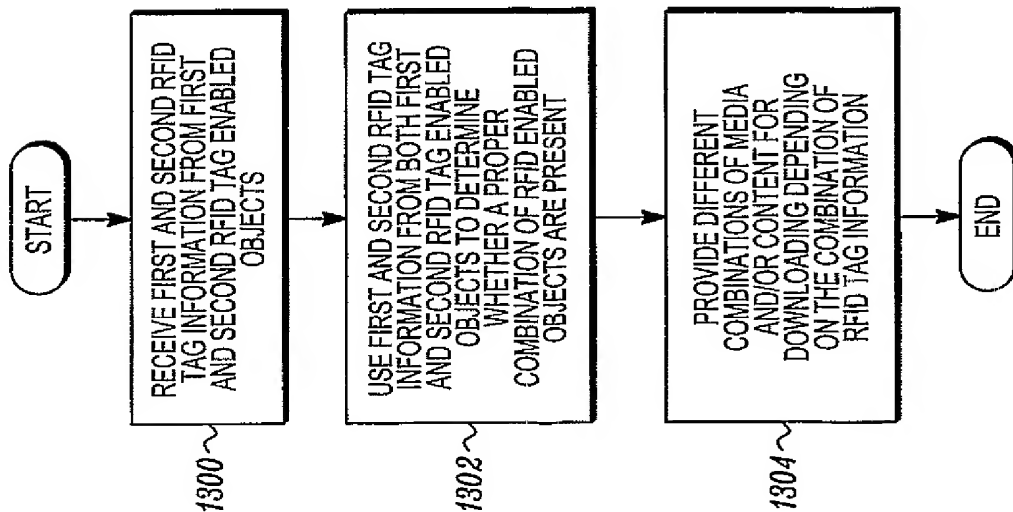 START
RECEIVE FIRST AND SECOND RFID
TAG INFORMATION FROM FIRST
AND SECOND RFID TAG ENABLED
OBJECTS
1300
USE FIRST AND SECOND RFID TAG
INFORMATION FROM BOTH FIRST
AND SECOND RFID TAG ENABLED
OBJECTS TO DETERMINE
WHETHER A PROPER
COMBINATION OF RFID ENABLED
OBJECTS ARE PRESENT
1302
PROVIDE DIFFERENT
COMBINATIONS OF MEDIA
AND/OR CONTENT FOR
DOWNLOADING DEPENDING
ON THE COMBINATION OF
RFID TAG INFORMATION
1304
END